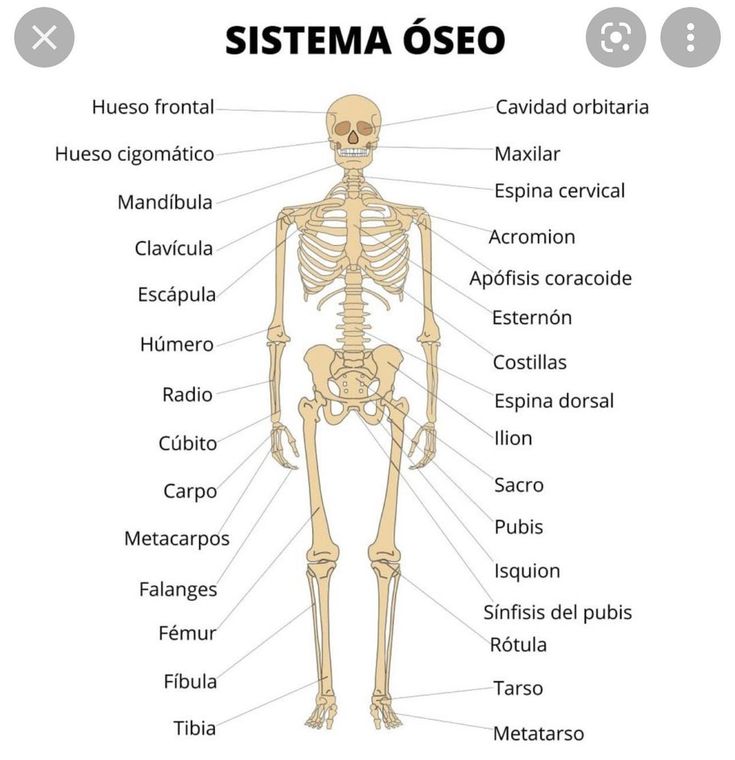 SISTEMA ÓSEO
Hueso frontal
Hueso cigomático
Mandíbula
Clavícula
Escápula
Húmero
Radio
Cúbito
Carpo
Metacarpos
Falanges
Fémur
Fíbula
Tibia
Cavidad orbitaria
Maxilar
Espina cervical
Acromion
Apófisis coracoide
Esternón
Costillas
Espina dorsal
Ilion
Sacro
Pubis
Isquion
Sínfisis del pubis
Rótula
Tarso
Metatarso